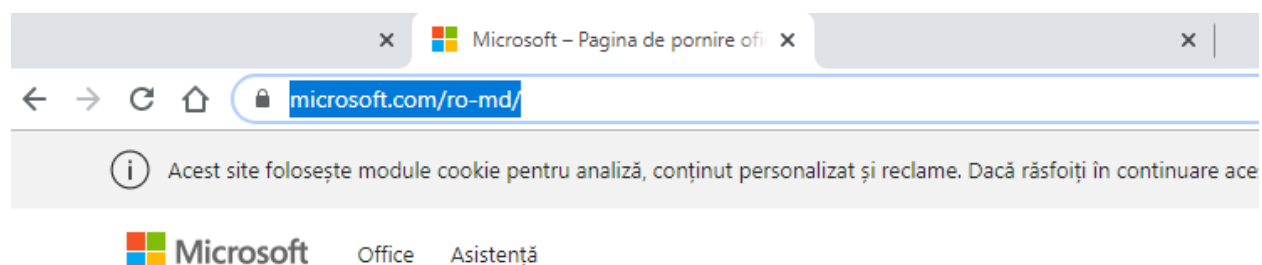 Microsoft – Pagina de pornire ofi
microsoft.com/ro-md/
Acest site folosește module cookie pentru analiză, conținut personalizat și reclame. Dacă răsfoiți în continuare ace
Microsoft Office Asistență